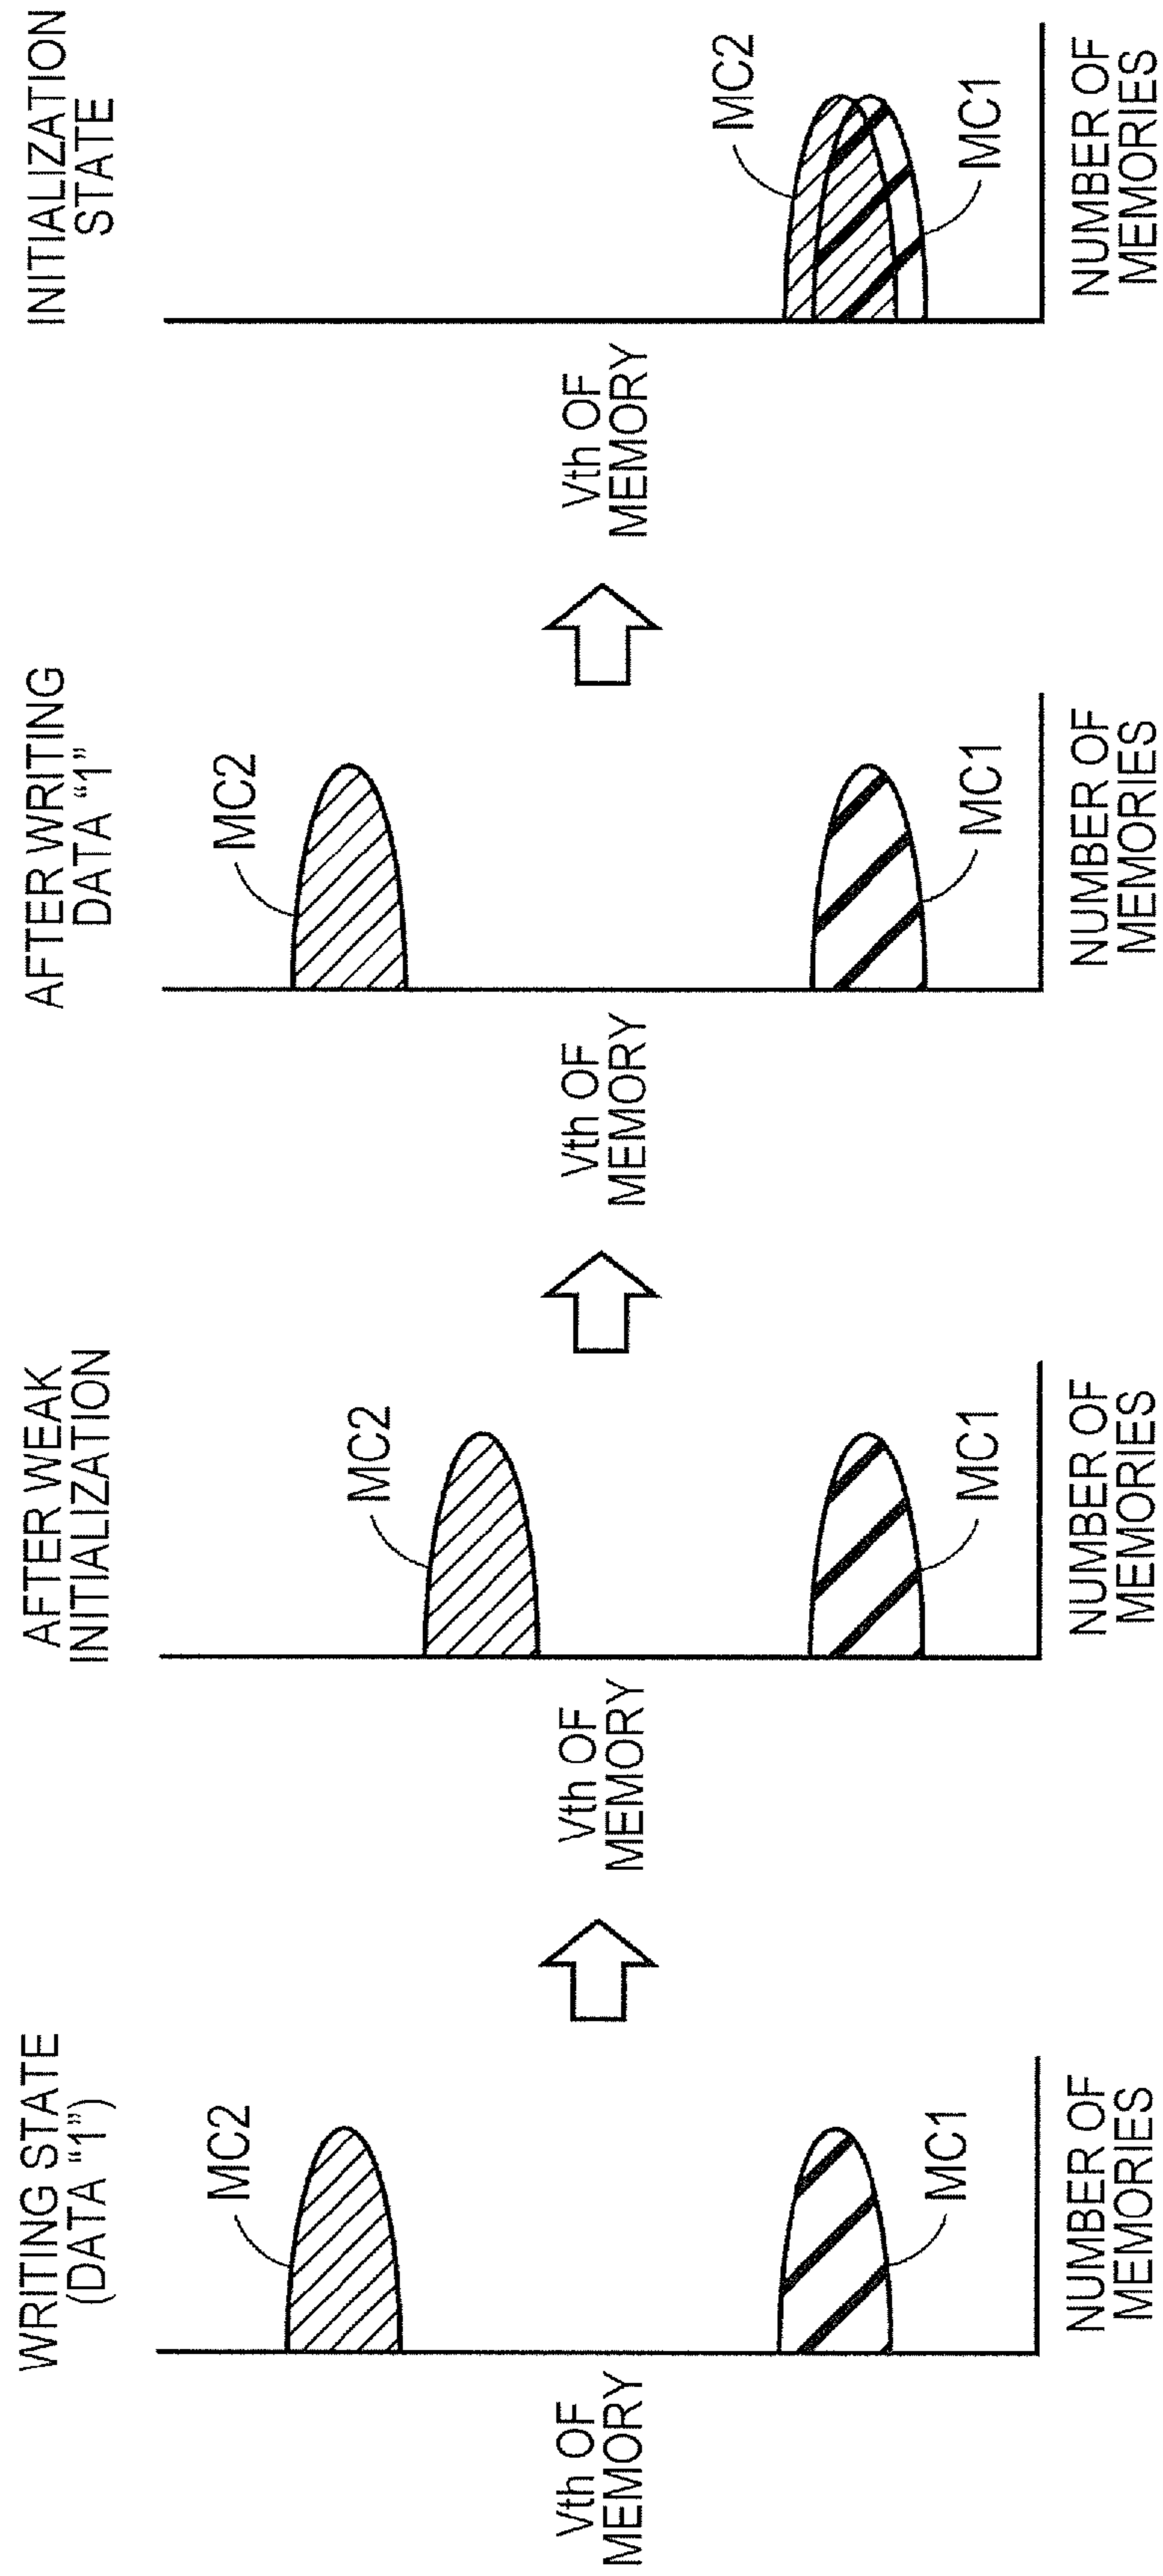 WRITING STATE
(DATA “1”)
MC2
MC1
Vth OF
MEMORY
NUMBER OF
MEMORIES
AFTER WEAK
INITIALIZATION
MC2
MC1
Vth OF
MEMORY
NUMBER OF
MEMORIES
AFTER WRITING
DATA “1”
MC2
MC1
Vth OF
MEMORY
NUMBER OF
MEMORIES
INITIALIZATION
STATE
MC2
MC1
Vth OF
MEMORY
NUMBER OF
MEMORIES